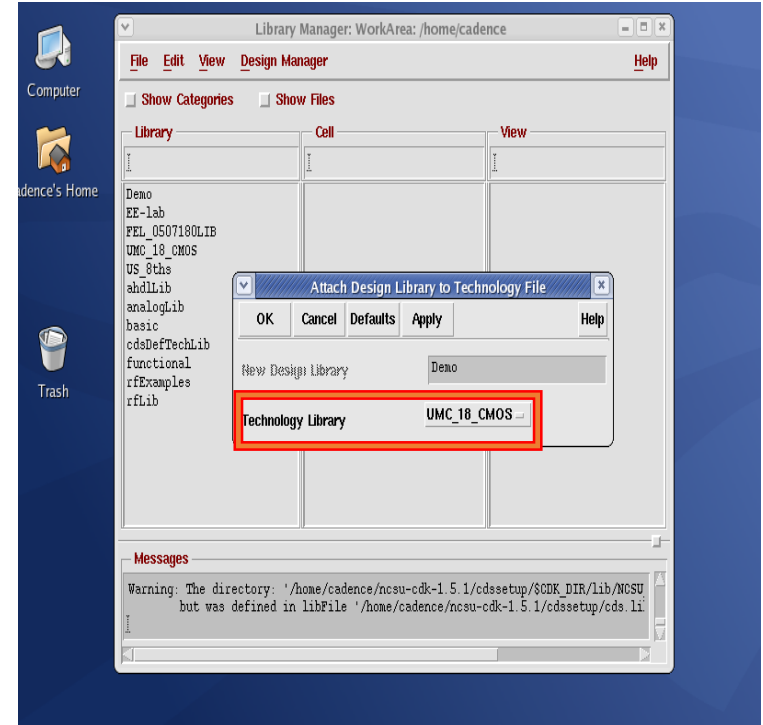 Computer
adence's Home
Trash
Library Manager: WorkArea: /home/cadence
File Edit View Design Manager Help
Show Categories Show Files
Library Cell View
Demo
EE-lab
FEL_0507180LIB
UMC_18_CMOS
US_8ths
ahdlLib
analogLib
basic
cdsDefTechLib
functional
rfExamples
rfLib
Attach Design Library to Technology File
OK Cancel Defaults Apply Help
New Design Library Demo
Technology Library UMC_18_CMOS
Messages
Warning: The directory: '/home/cadence/ncsu-cdk-1.5.1/cdssetup/$CDK_DIR/lib/NCSU_
but was defined in libFile '/home/cadence/ncsu-cdk-1.5.1/cdssetup/cds.li